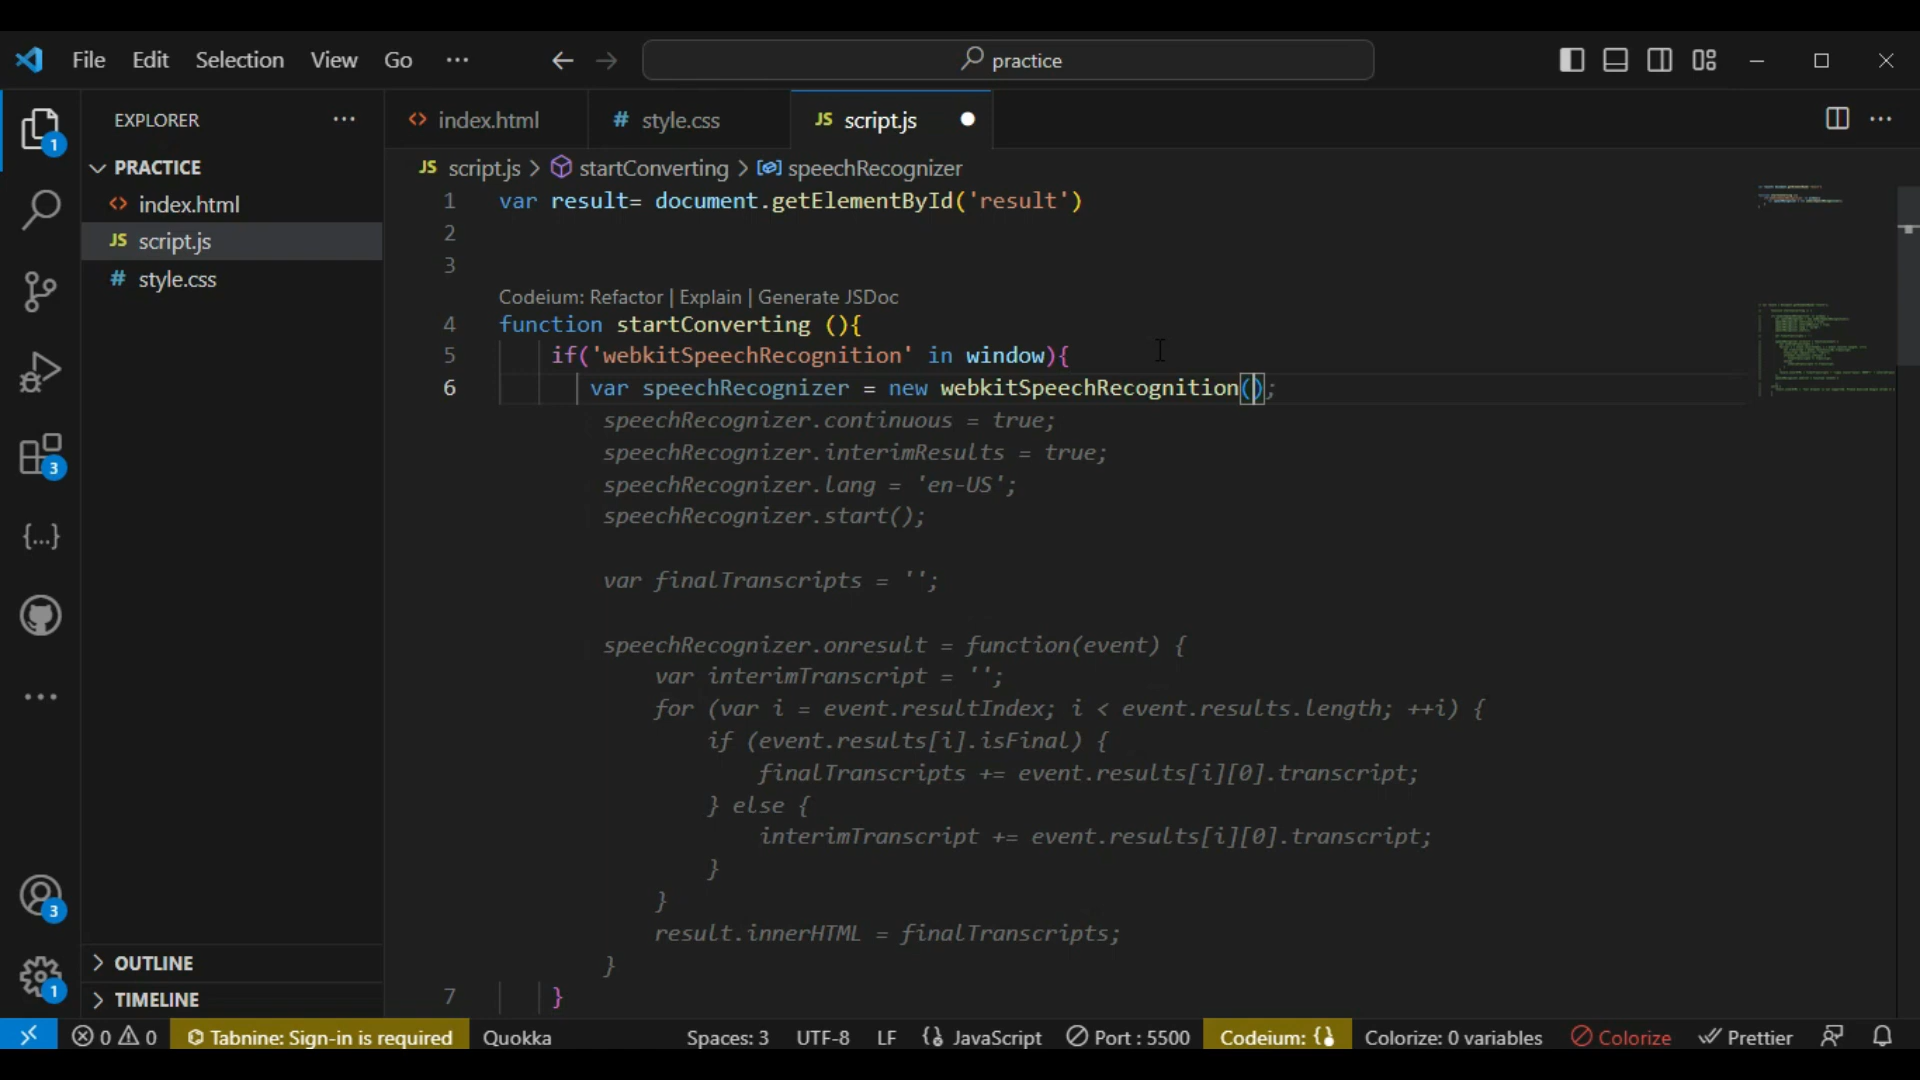 File Edit Selection View Go ··· practice
EXPLORER ···
index.html
# style.css
JS script.js
PRACTICE
index.html
JS script.js
# style.css
JS script.js > startConverting > speechRecognizer
1 var result= document.getElementById('result')
2
3
Codeium: Refactor | Explain | Generate JSDoc
4 function startConverting (){
5 if('webkitSpeechRecognition' in window){
6 var speechRecognizer = new webkitSpeechRecognition();
speechRecognizer.continuous = true;
speechRecognizer.interimResults = true;
speechRecognizer.lang = 'en-US';
speechRecognizer.start();
var finalTranscripts = '';
speechRecognizer.onresult = function(event) {
var interimTranscript = '';
for (var i = event.resultIndex; i < event.results.length; ++i) {
if (event.results[i].isFinal) {
finalTranscripts += event.results[i][0].transcript;
} else {
interimTranscript += event.results[i][0].transcript;
}
}
result.innerHTML = finalTranscripts;
}
7 }
1
3
{...}
3
1
OUTLINE
TIMELINE
0 0 Tabnine: Sign-in is required Quokka Spaces: 3 UTF-8 LF {} JavaScript Port : 5500 Codeium: {} Colorize: 0 variables Colorize Prettier